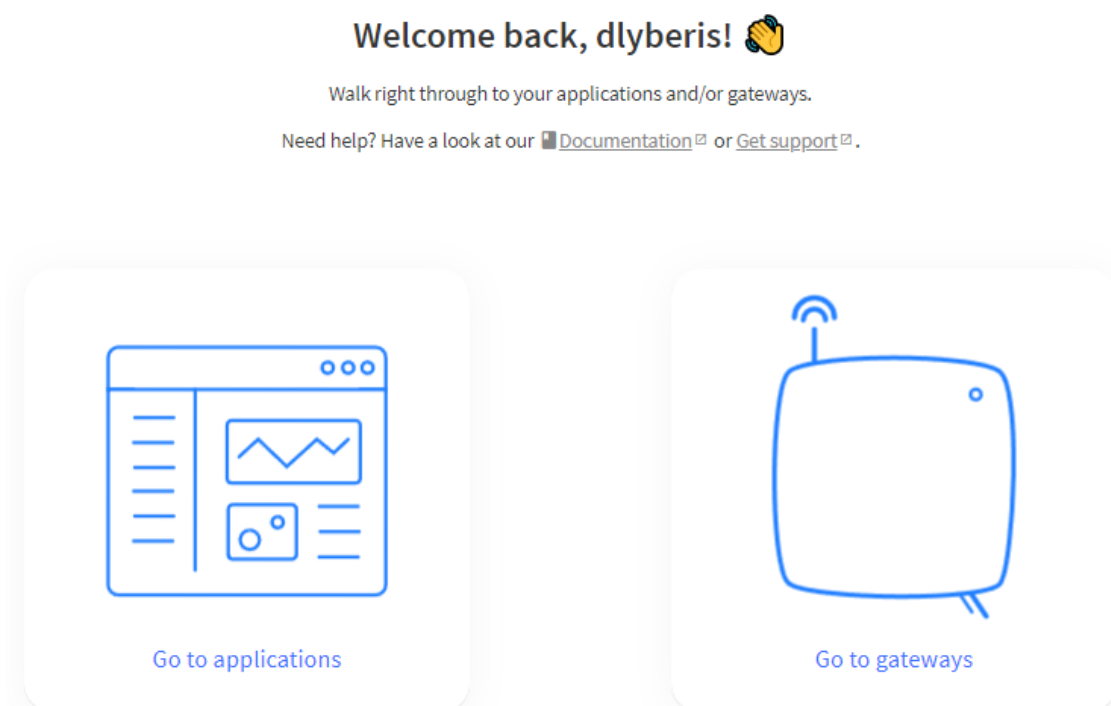 Welcome back, dlyberis! 👋
Walk right through to your applications and/or gateways.
Need help? Have a look at our Documentation or Get support.
Go to applications
Go to gateways